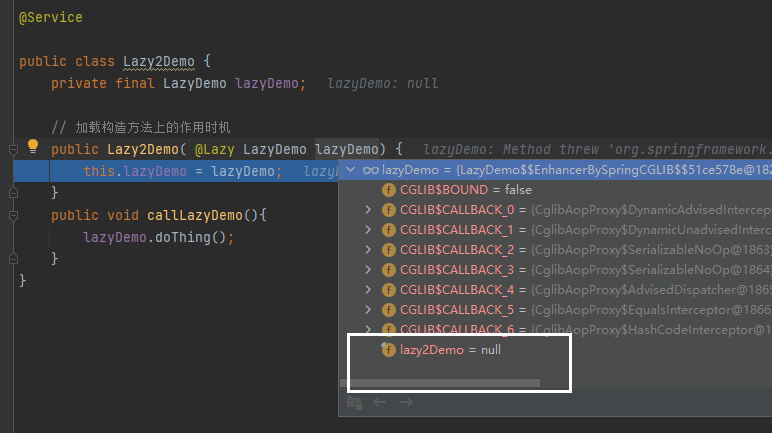 @Service
public class Lazy2Demo {
private final LazyDemo lazyDemo; lazyDemo: null
// 加载构造方法上的作用时机
public Lazy2Demo( @Lazy LazyDemo lazyDemo) { lazyDemo: Method threw 'org.springframework.
this.lazyDemo = lazyDemo;
lazyDemo = {LazyDemo$$EnhancerBySpringCGLIB$$51ce578e@182
CGLIB$BOUND = false
}
CGLIB$CALLBACK_0 = {CglibAopProxy$DynamicAdvisedIntercept
public void callLazyDemo(){
CGLIB$CALLBACK_1 = {CglibAopProxy$DynamicUnadvisedInterc
lazyDemo.doThing();
CGLIB$CALLBACK_2 = {CglibAopProxy$SerializableNoOp@1863}
}
CGLIB$CALLBACK_3 = {CglibAopProxy$SerializableNoOp@1864}
}
CGLIB$CALLBACK_4 = {CglibAopProxy$AdvisedDispatcher@1865
CGLIB$CALLBACK_5 = {CglibAopProxy$EqualsInterceptor@1866}
CGLIB$CALLBACK_6 = {CglibAopProxy$HashCodeInterceptor@1
lazy2Demo = null